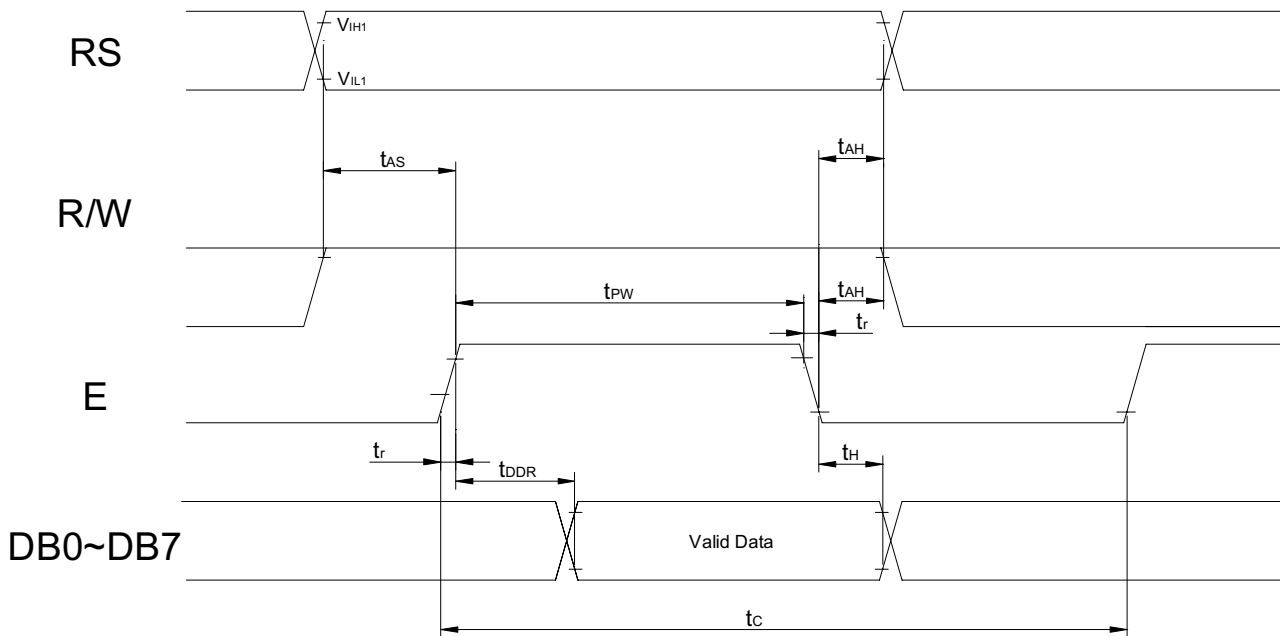 RS
VIH1
VIL1
tAS
tAH
R/W
tPW
tAH
tr
E
tr
tDDR
tH
DB0~DB7
Valid Data
tC